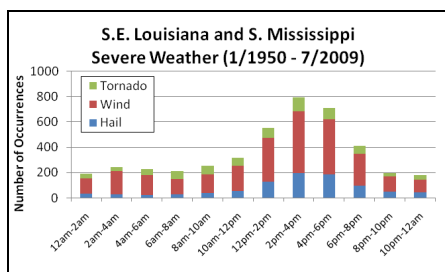 S.E. Louisiana and S. Mississippi
Severe Weather (1/1950 - 7/2009)
Number of Occurrences
1000
800
600
400
200
0
Tornado
Wind
Hail
12am-2am
2am-4am
4am-6am
6am-8am
8am-10am
10am-12pm
12pm-2pm
2pm-4pm
4pm-6pm
6pm-8pm
8pm-10pm
10pm-12am